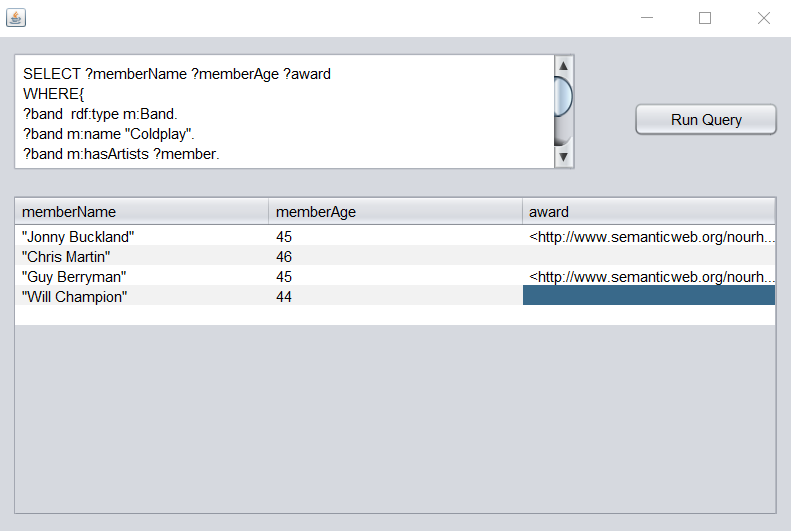 SELECT ?memberName ?memberAge ?award
WHERE{
?band  rdf:type m:Band.
?band m:name "Coldplay".
?band m:hasArtists ?member.
Run Query
memberName memberAge award
"Jonny Buckland" 45 <http://www.semanticweb.org/nourh...
"Chris Martin" 46
"Guy Berryman" 45 <http://www.semanticweb.org/nourh...
"Will Champion" 44